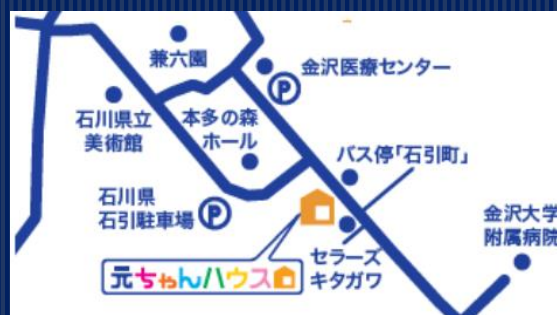 兼六園
金沢医療センター
P
石川県立
美術館
本多の森
ホール
バス停「石引町」
石川県
石引駐車場
P
金沢大学
附属病院
セラーズ
キタガワ
元ちゃんハウス